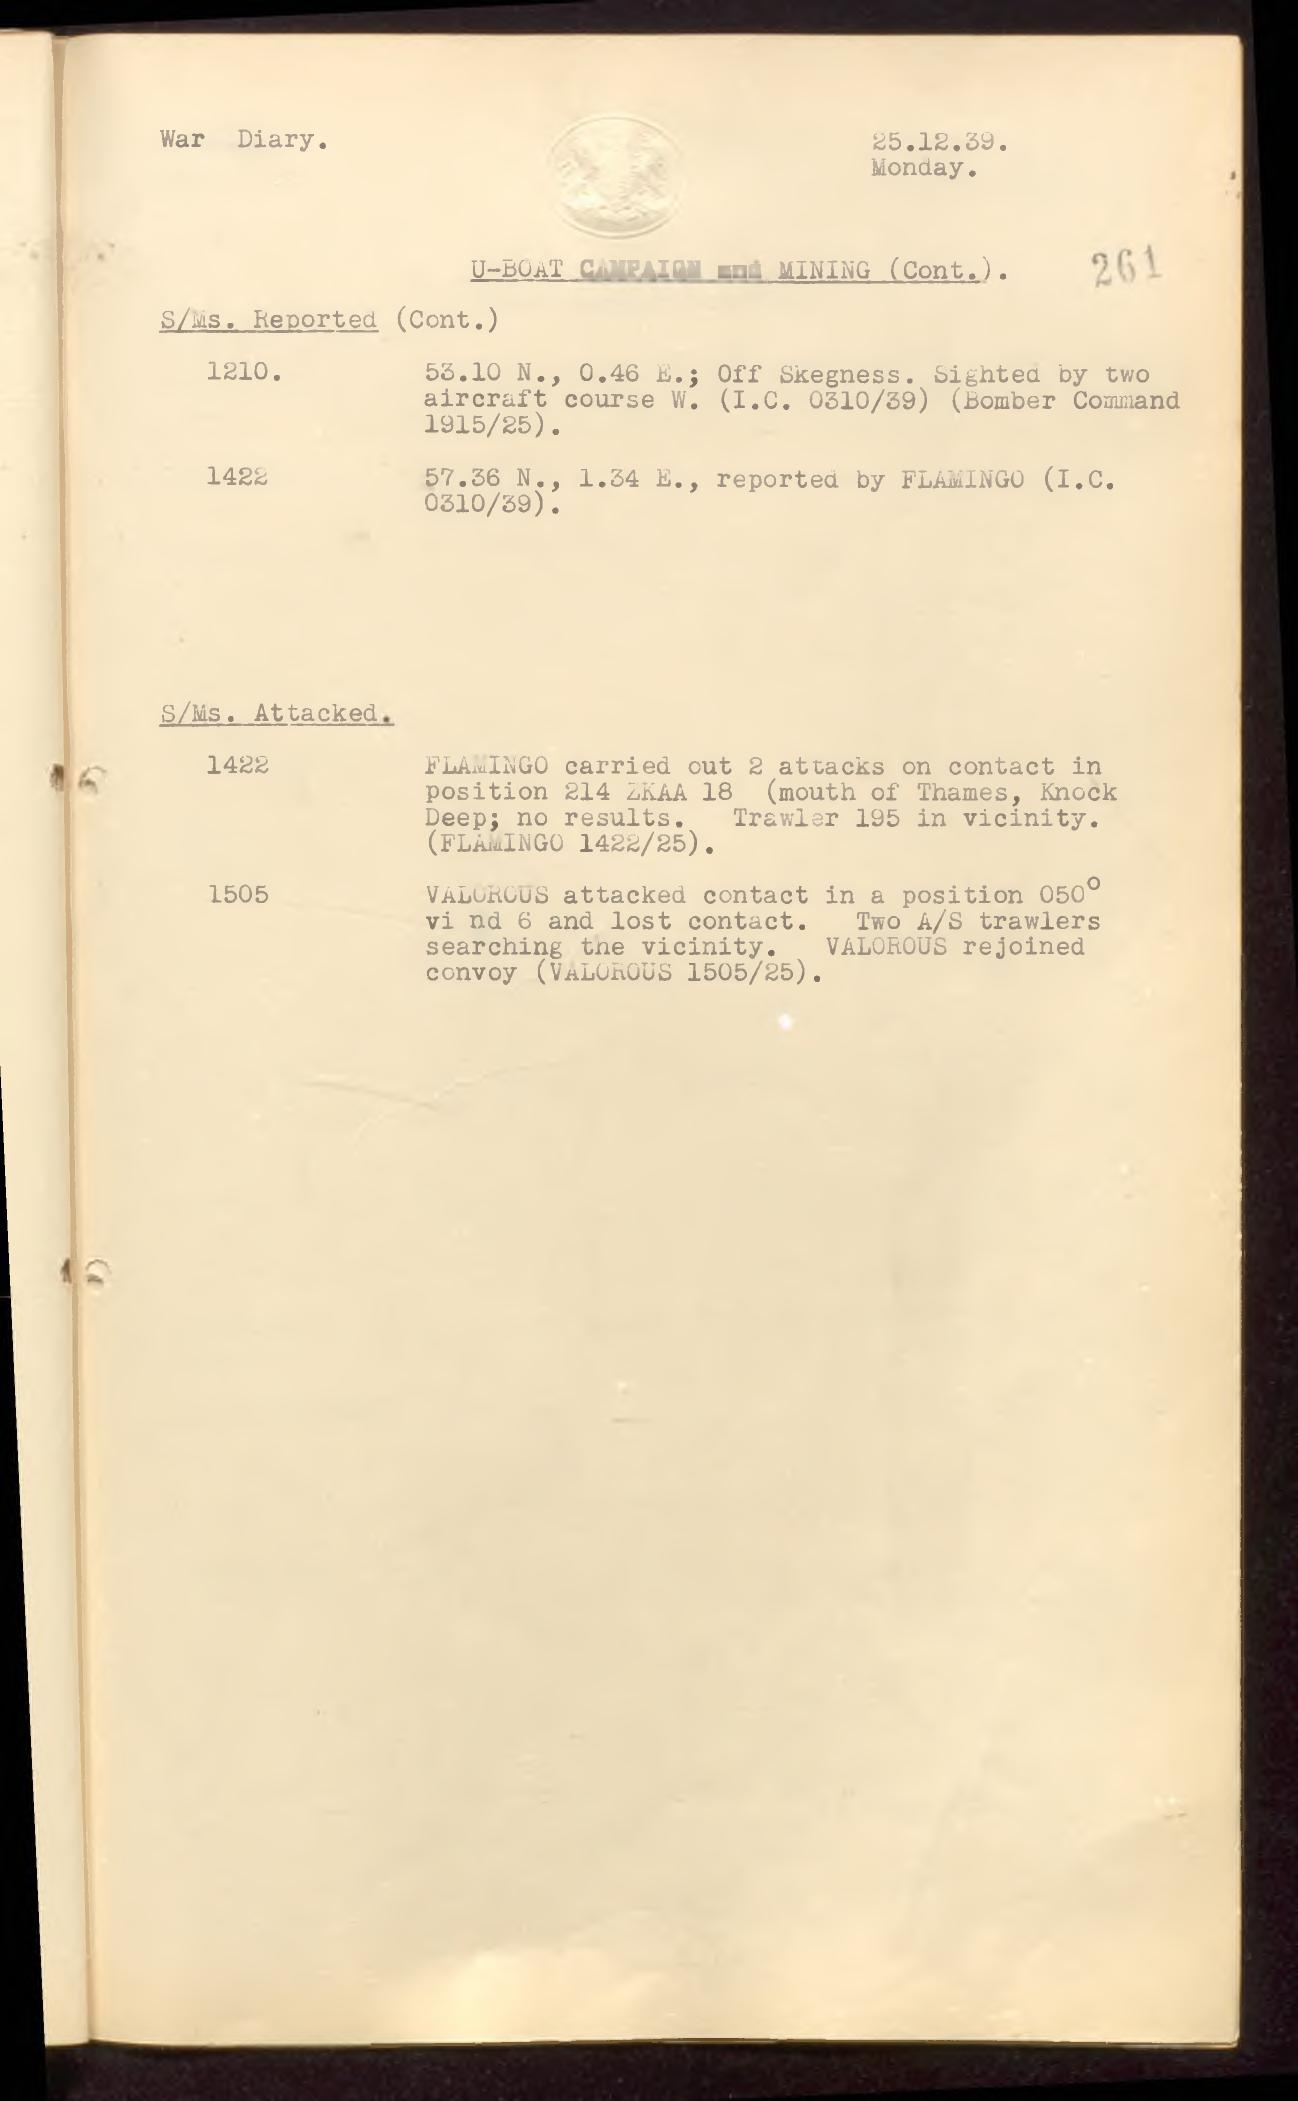 War Diary.
25.12.39.
Monday.
U-BOAT CAMPAIGN and MINING (Cont.).
261
S/Ms. Reported (Cont.)
1210. 53.10 N., 0.46 E.; Off Skegness. Sighted by two
aircraft course W. (I.C. 0310/39) (Bomber Command
1915/25).
1422 57.36 N., 1.34 E., reported by FLAMINGO (I.C.
0310/39).
S/Ms. Attacked.
1422 FLAMINGO carried out 2 attacks on contact in
position 214 ZKAA 18 (mouth of Thames, Knock
Deep; no results. Trawler 195 in vicinity.
(FLAMINGO 1422/25).
1505 VALOROUS attacked contact in a position 050°
vi nd 6 and lost contact. Two A/S trawlers
searching the vicinity. VALOROUS rejoined
convoy (VALOROUS 1505/25).